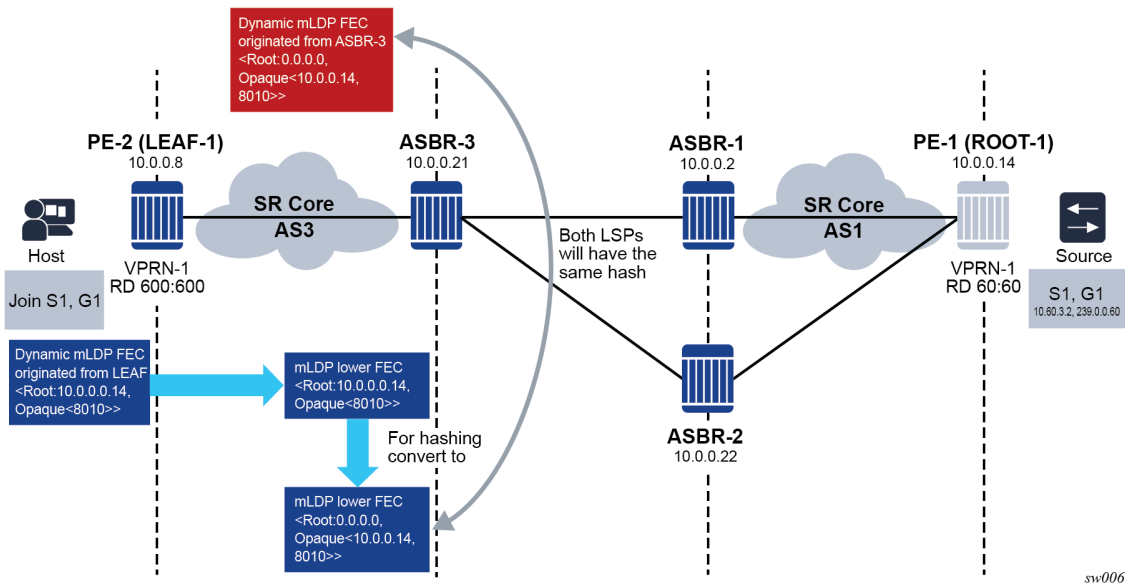 Dynamic mLDP FEC
originated from ASBR-3
<Root:0.0.0.0,
Opaque<10.0.0.14,
8010>>
PE-2 (LEAF-1)
10.0.0.8
ASBR-3
10.0.0.21
ASBR-1
10.0.0.2
PE-1 (ROOT-1)
10.0.0.14
SR Core
AS3
SR Core
AS1
Host
Join S1, G1
VPRN-1
RD 600:600
Both LSPs
will have the
same hash
VPRN-1
RD 60:60
Source
S1, G1
10.60.3.2, 239.0.0.60
Dynamic mLDP FEC
originated from LEAF
<Root:10.0.0.0.14,
Opaque<8010>>
mLDP lower FEC
<Root:10.0.0.0.14,
Opaque<8010>>
For hashing
convert to
mLDP lower FEC
<Root:0.0.0.0,
Opaque<10.0.0.14,
8010>>
ASBR-2
10.0.0.22
sw006